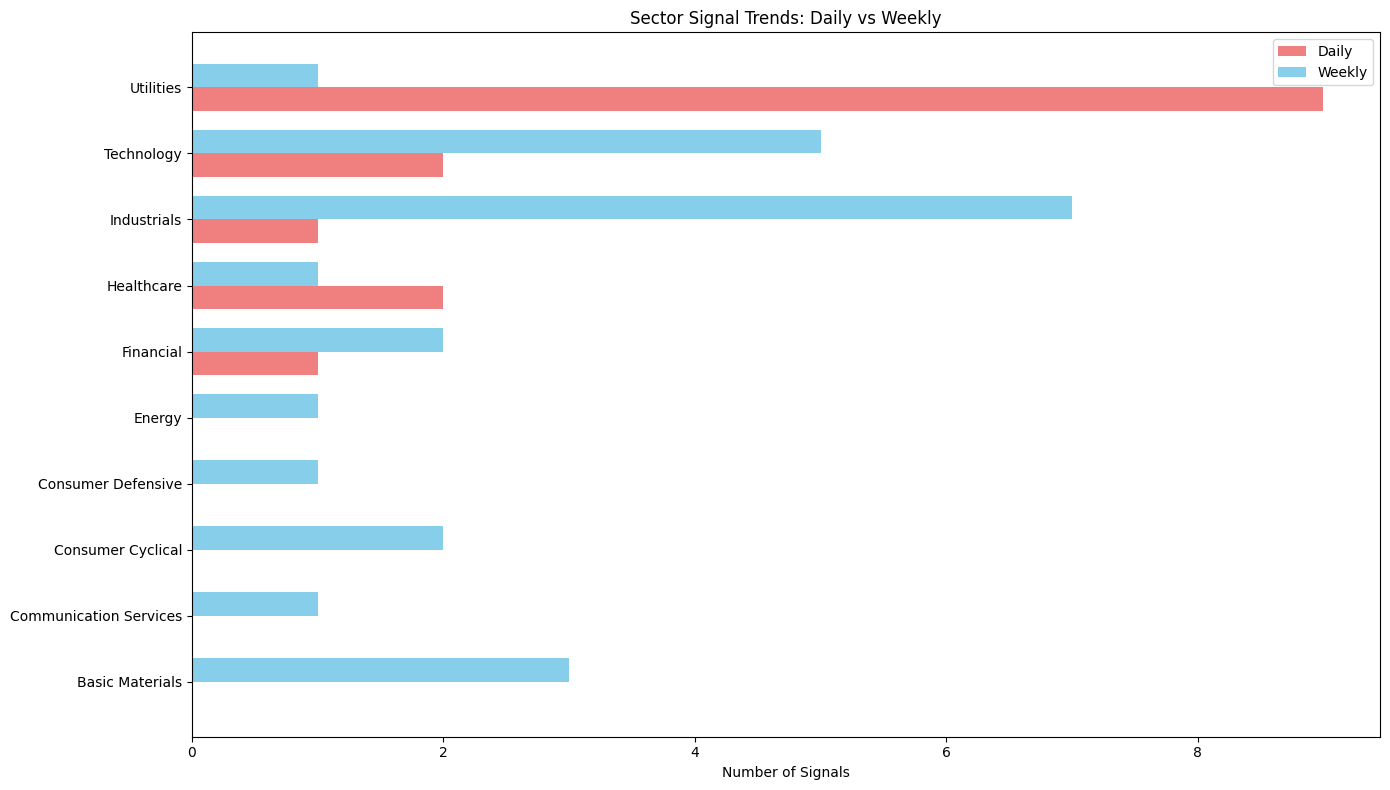 Sector Signal Trends: Daily vs Weekly
Daily
Weekly
Utilities
Technology
Industrials
Healthcare
Financial
Energy
Consumer Defensive
Consumer Cyclical
Communication Services
Basic Materials
0 2 4 6 8
Number of Signals